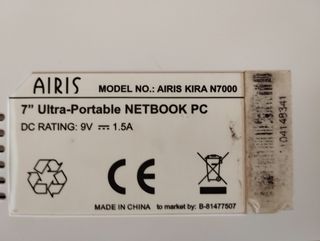 AIRIS MODEL NO.: AIRIS KIRA N7000
7" Ultra-Portable NETBOOK PC
DC RATING: 9V ⎓ 1.5A
CE
MADE IN CHINA to market by: B-81477507
04148341